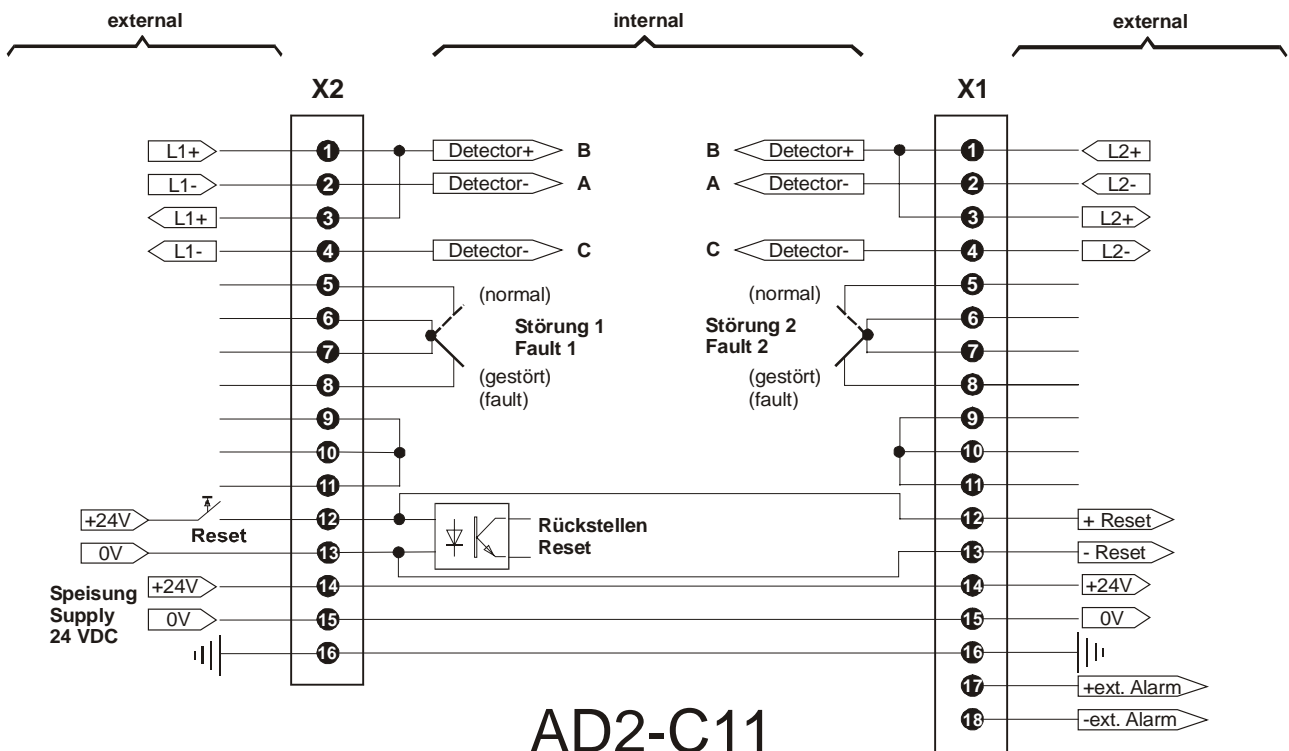 external internal external
X2 X1
L1+ 1 Detector+ B B Detector+ 1 L2+
L1- 2 Detector- A A Detector- 2 L2-
L1+ 3 3 L2+
L1- 4 Detector- C C Detector- 4 L2-
5 (normal) (normal) 5
6 Störung 1 Störung 2 6
7 Fault 1 Fault 2 7
8 (gestört) (gestört) 8
(fault) (fault)
9 9
10 10
11 11
+24V 12 Rückstellen 12 + Reset
Reset
0V 13 Reset 13 - Reset
Speisung +24V 14 14 +24V
Supply 0V 15 15 0V
24 VDC
16 16
17 +ext. Alarm
18 -ext. Alarm
AD2-C11